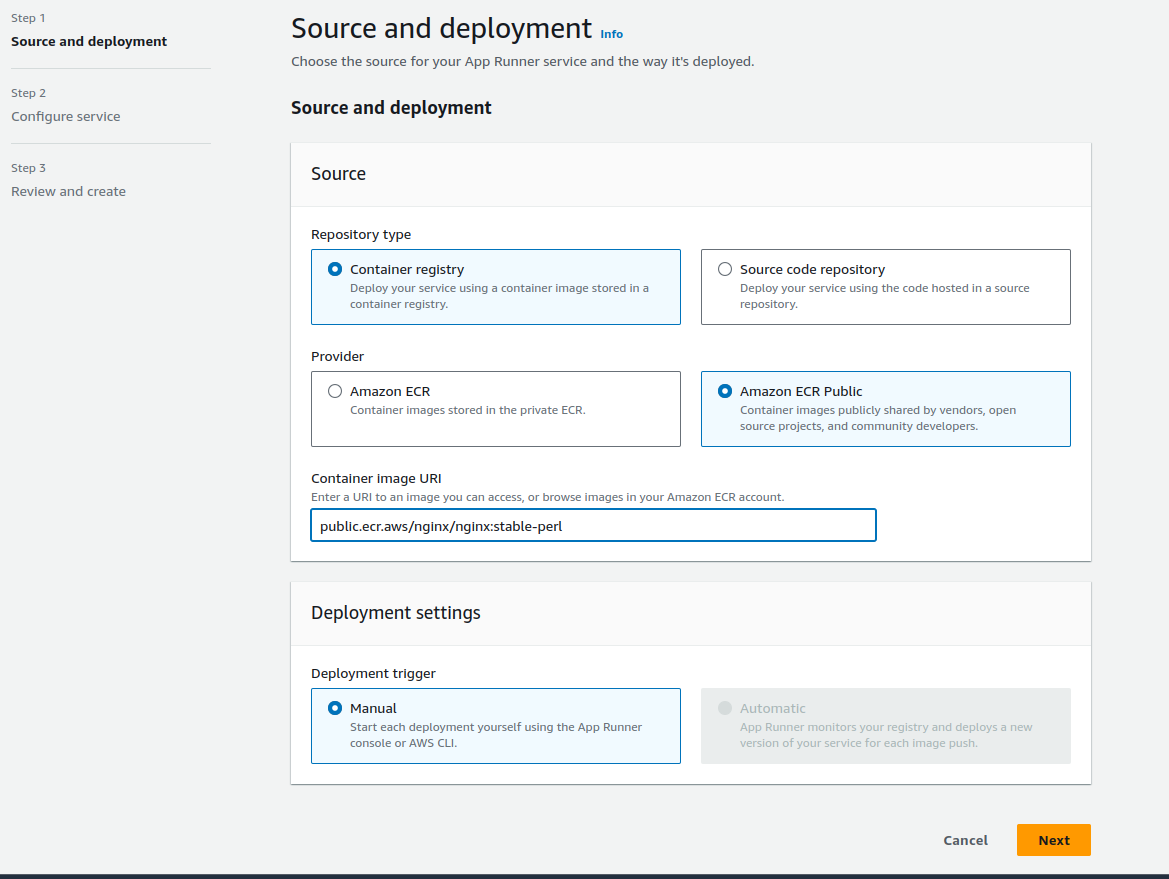 Step 1
Source and deployment
Step 2
Configure service
Step 3
Review and create
Source and deployment Info
Choose the source for your App Runner service and the way it's deployed.
Source and deployment
Source
Repository type
Container registry
Deploy your service using a container image stored in a
container registry.
Source code repository
Deploy your service using the code hosted in a source
repository.
Provider
Amazon ECR
Container images stored in the private ECR.
Amazon ECR Public
Container images publicly shared by vendors, open
source projects, and community developers.
Container image URI
Enter a URI to an image you can access, or browse images in your Amazon ECR account.
public.ecr.aws/nginx/nginx:stable-perl
Deployment settings
Deployment trigger
Manual
Start each deployment yourself using the App Runner
console or AWS CLI.
Automatic
App Runner monitors your registry and deploys a new
version of your service for each image push.
Cancel
Next